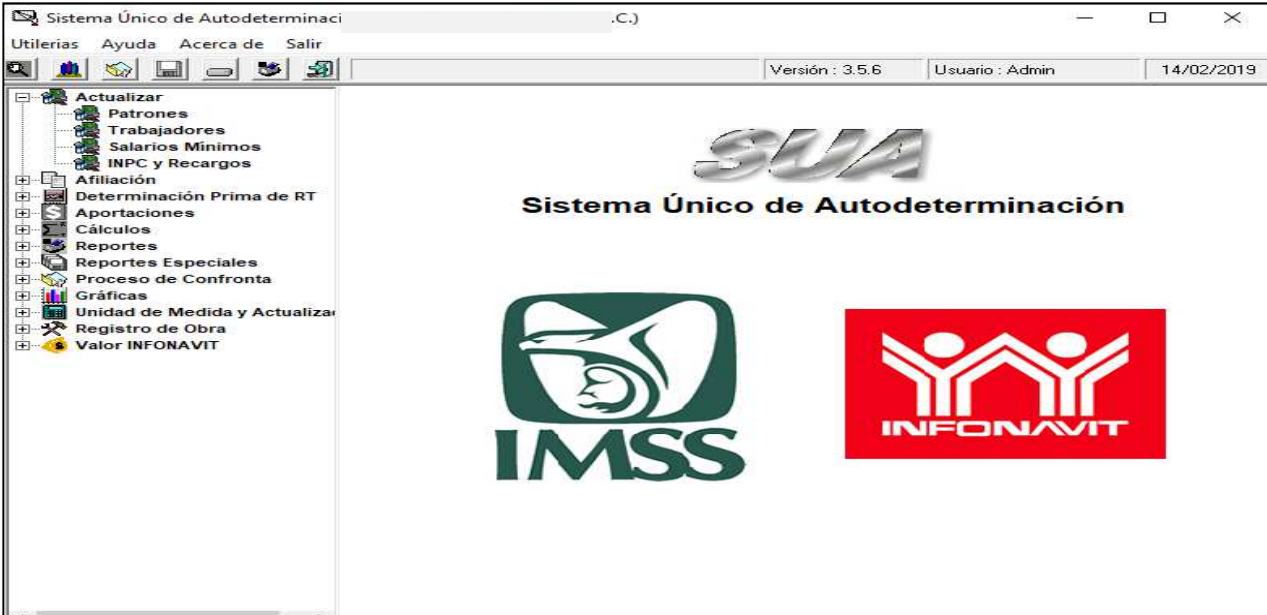 Sistema Único de Autodeterminaci .C.)
Utilerias Ayuda Acerca de Salir
Versión : 3.5.6 Usuario : Admin 14/02/2019
Actualizar
Patrones
Trabajadores
Salarios Mínimos
INPC y Recargos
Afiliación
Determinación Prima de RT
Aportaciones
Cálculos
Reportes
Reportes Especiales
Proceso de Confronta
Gráficas
Unidad de Medida y Actualiza
Registro de Obra
Valor INFONAVIT
SUA
Sistema Único de Autodeterminación
IMSS
INFONAVIT